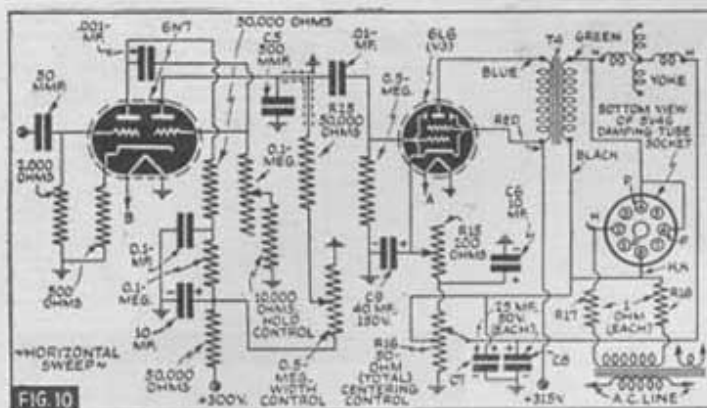 .001-
MF.
6N7
50,000 OHMS
C5
500
MMF.
.01-
MF.
6L6
(V3)
T4
GREEN
BLUE
YOKE
50
MMF.
0.5-
MEG.
R13
50,000
OHMS
RED
BOTTOM VIEW
OF 5V4G
DAMPING TUBE
SOCKET
BLACK
1,000
OHMS
0.1-
MEG.
B
A
C6
10
MF.
R15
100
OHMS
P
H
P
H,K
500
OHMS
0.1-
MF.
0.1-
MEG.
10
MF.
10,000
OHMS,
HOLD
CONTROL
C9
40 MF.
150V.
.25 MF.
50V.
(EACH)
R17
1
OHM
(EACH)
R18
HORIZONTAL
SWEEP
50,000
OHMS
0.5-
MEG.
WIDTH
CONTROL
R16
50-
OHM
(TOTAL)
CENTERING
CONTROL
C7
C8
FIG. 10
+300V.
+315V.
A.C. LINE